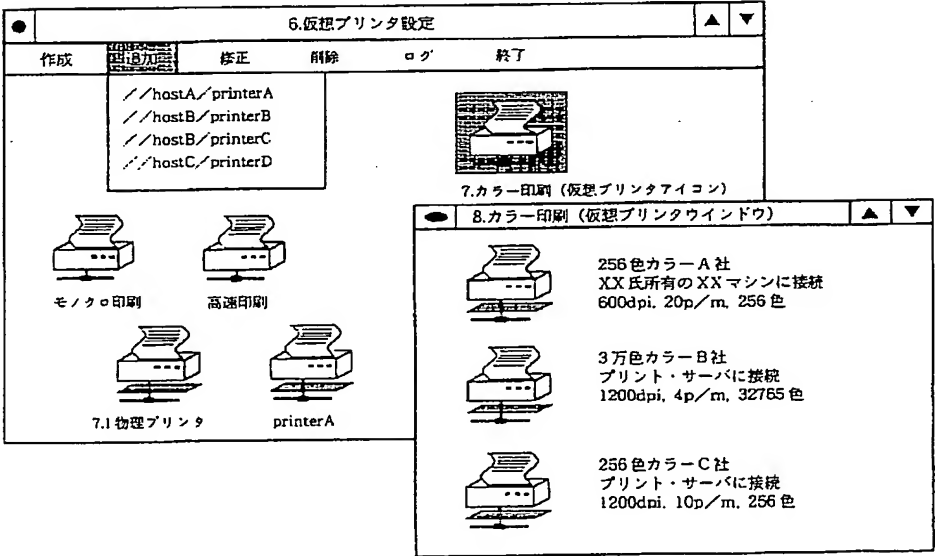 6.仮想プリンタ設定
作成 追加 修正 削除 ログ 終了
//hostA/printerA
//hostB/printerB
//hostB/printerC
//hostC/printerD
7.カラー印刷（仮想プリンタアイコン）
モノクロ印刷
高速印刷
7.1物理プリンタ
printerA
8.カラー印刷（仮想プリンタウインドウ）
256色カラーA社
XX氏所有のXXマシンに接続
600dpi, 20p/m, 256色
3万色カラーB社
プリント・サーバに接続
1200dpi, 4p/m, 32765色
256色カラーC社
プリント・サーバに接続
1200dpi, 10p/m, 256色